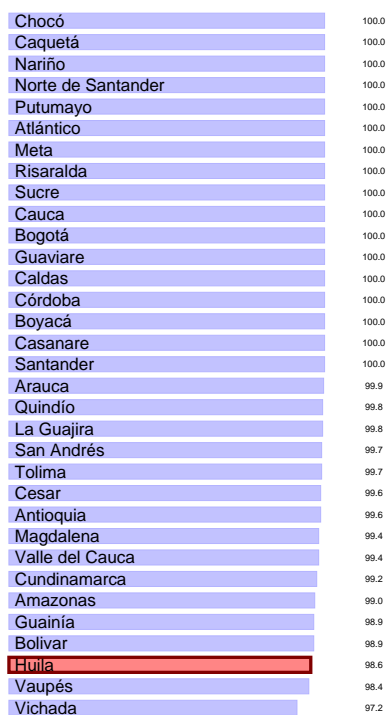 Chocó 100.0
Caquetá 100.0
Nariño 100.0
Norte de Santander 100.0
Putumayo 100.0
Atlántico 100.0
Meta 100.0
Risaralda 100.0
Sucre 100.0
Cauca 100.0
Bogotá 100.0
Guaviare 100.0
Caldas 100.0
Córdoba 100.0
Boyacá 100.0
Casanare 100.0
Santander 100.0
Arauca 99.9
Quindío 99.8
La Guajira 99.8
San Andrés 99.7
Tolima 99.7
Cesar 99.6
Antioquia 99.6
Magdalena 99.4
Valle del Cauca 99.4
Cundinamarca 99.2
Amazonas 99.0
Guainía 98.9
Bolivar 98.9
Huila 98.6
Vaupés 98.4
Vichada 97.2